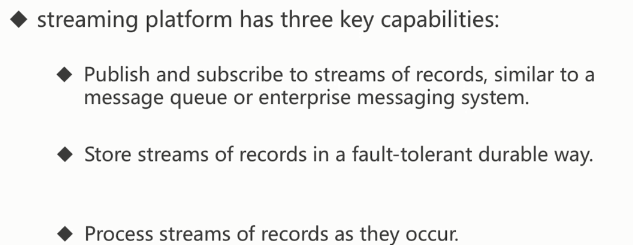 ◆ streaming platform has three key capabilities:
◆ Publish and subscribe to streams of records, similar to a
message queue or enterprise messaging system.
◆ Store streams of records in a fault-tolerant durable way.
◆ Process streams of records as they occur.